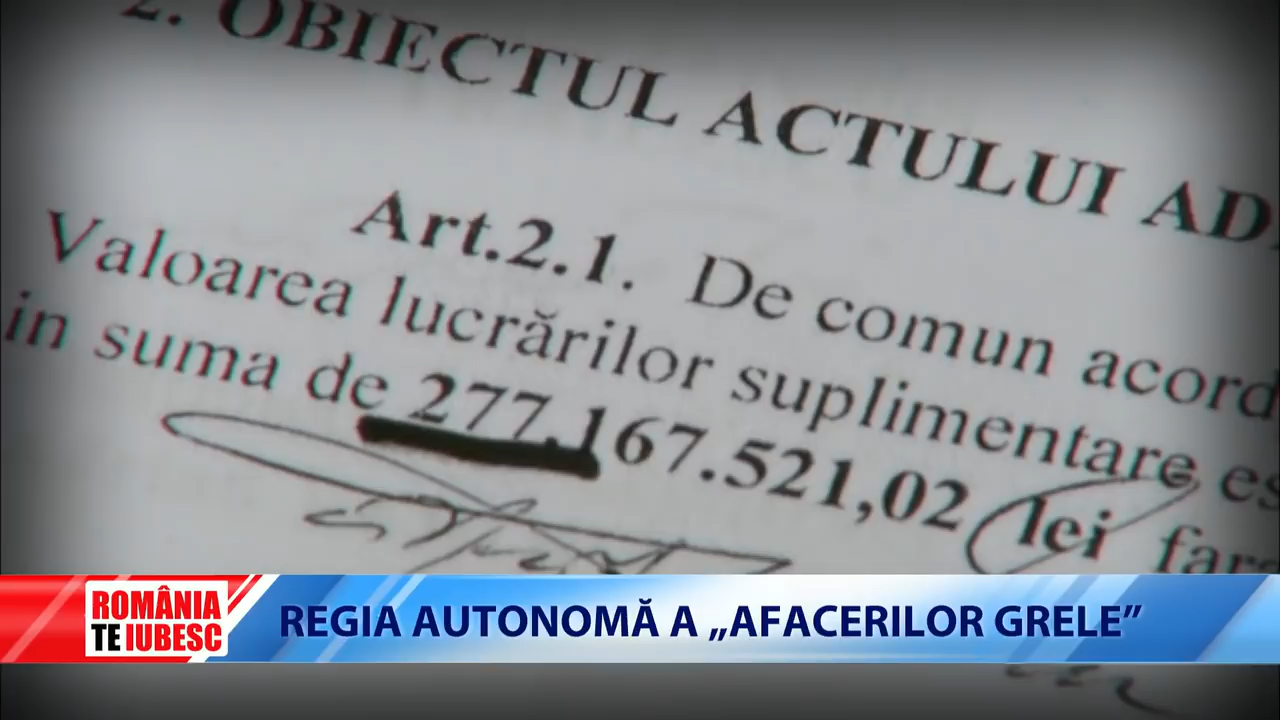 2. OBIECTUL ACTULUI AD
Art.2.1. De comun acord
Valoarea lucrărilor suplimentare es
in suma de 277.167.521,02 lei fara
ROMÂNIA
TE IUBESC
REGIA AUTONOMĂ A „AFACERILOR GRELE”